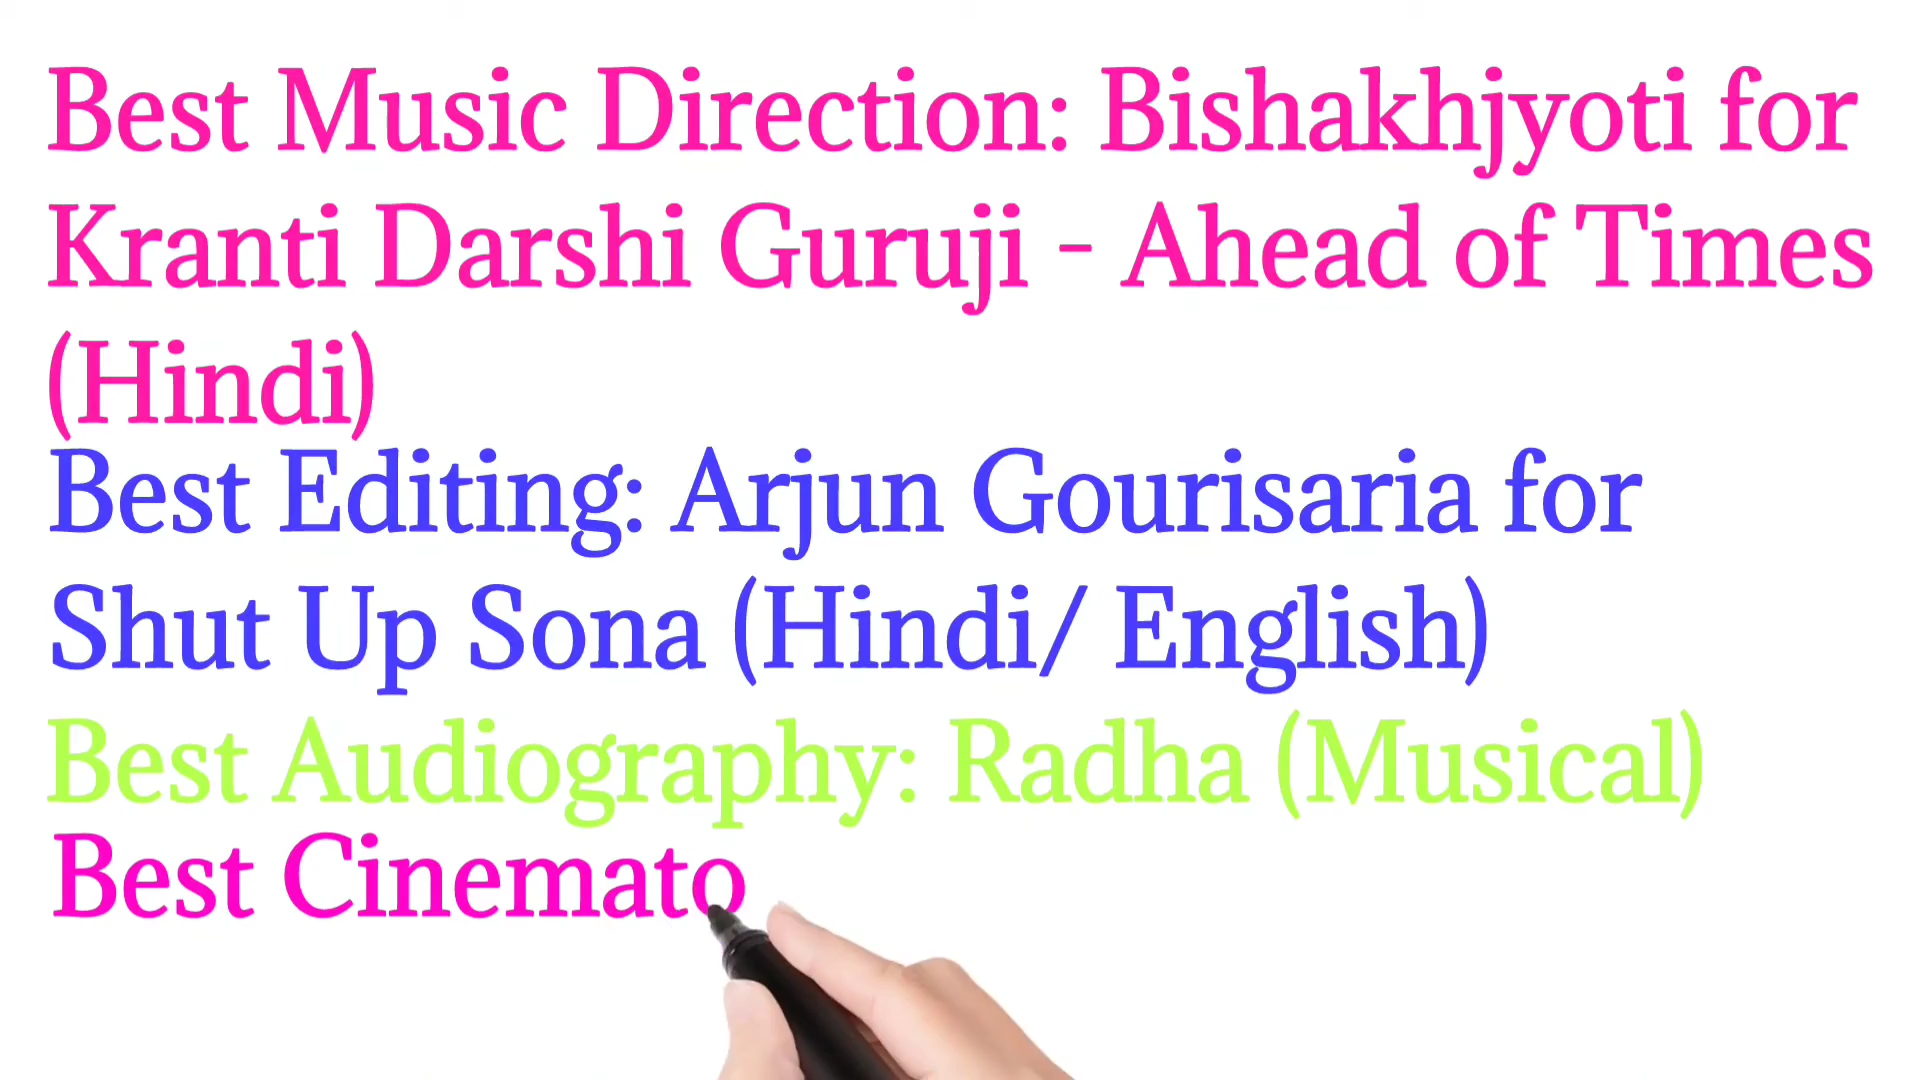 Best Music Direction: Bishakhjyoti for
Kranti Darshi Guruji - Ahead of Times
(Hindi)
Best Editing: Arjun Gourisaria for
Shut Up Sona (Hindi/ English)
Best Audiography: Radha (Musical)
Best Cinemato